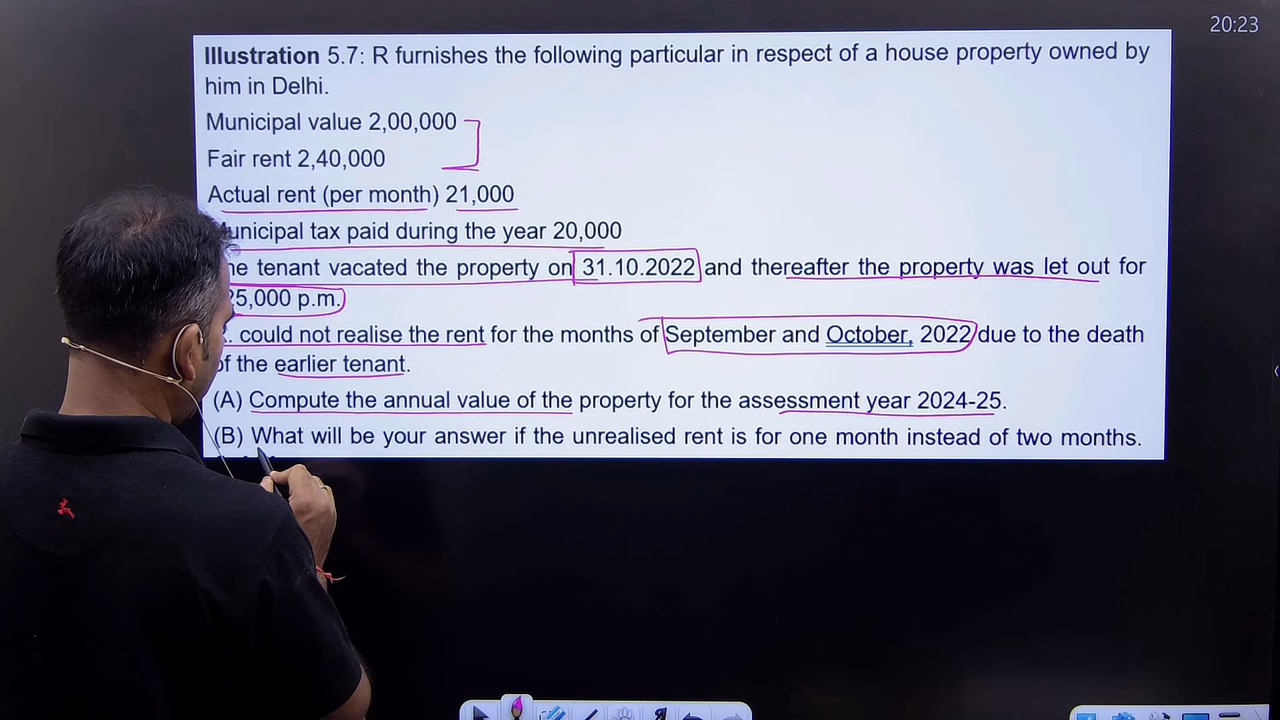 20:23
Illustration 5.7: R furnishes the following particular in respect of a house property owned by
him in Delhi.
Municipal value 2,00,000
Fair rent 2,40,000
Actual rent (per month) 21,000
unicipal tax paid during the year 20,000
he tenant vacated the property on 31.10.2022 and thereafter the property was let out for
25,000 p.m.
could not realise the rent for the months of September and October, 2022 due to the death
of the earlier tenant.
(A) Compute the annual value of the property for the assessment year 2024-25.
(B) What will be your answer if the unrealised rent is for one month instead of two months.